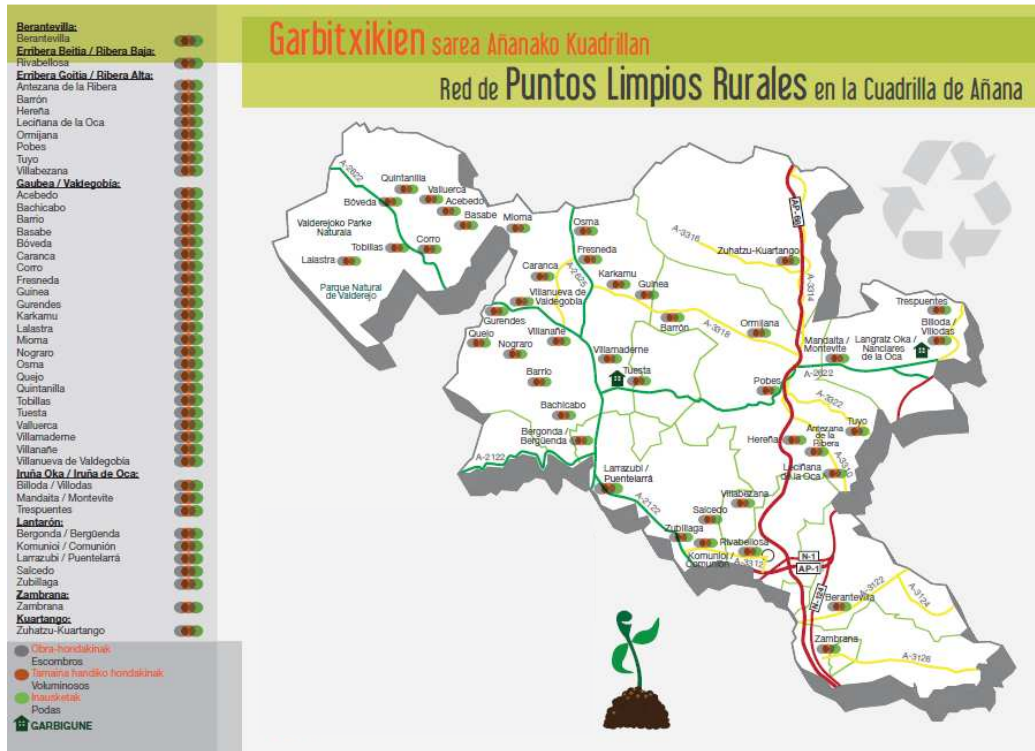 Garbitxikien sarea Añanako Kuadrillan
Red de Puntos Limpios Rurales en la Cuadrilla de Añana
Berantevilla:
Berantevilla
Erribera Beitia / Ribera Baja:
Rivabellosa
Erribera Goitia / Ribera Alta:
Antezana de la Ribera
Barrón
Hereña
Leciñana de la Oca
Ormijana
Pobes
Tuyo
Villabezana
Gaubea / Valdegobía:
Acebedo
Bachicabo
Barrio
Basabe
Bóveda
Caranca
Corro
Fresneda
Guinea
Gurendes
Karkamu
Lalastra
Mioma
Nograro
Osma
Quejo
Quintanilla
Tobillas
Tuesta
Valluerca
Villamaderne
Villanañe
Villanueva de Valdegobía
Iruña Oka / Iruña de Oca:
Billoda / Villodas
Mandaita / Montevite
Trespuentes
Lantarón:
Bergonda / Bergüenda
Komunioi / Comunión
Larrazubi / Puentelarrá
Salcedo
Zubillaga
Zambrana:
Zambrana
Kuartango:
Zuhatzu-Kuartango
Obra-hondakinak
Escombros
Tamaina handiko hondakinak
Voluminosos
Inausketak
Podas
GARBIGUNE
A-2622
Quintanilla
Valluerca
Bóveda
Acebedo
Basabe
Mioma
Osma
Valderejoko Parke
Naturala
Tobillas
Corro
Lalastra
Parque Natural
de Valderejo
A-3316
Zuhatzu-Kuartango
AP-68
A-3314
Fresneda
Caranca
A-2625
Karkamu
Guinea
Villanueva de
Valdegobía
Gurendes
Quejo
Villanañe
Nograro
Barrón
A-3318
Ormijana
Trespuentes
Billoda /
Villodas
Mandaita /
Montevite
Langraiz Oka /
Nanclares
de la Oca
Villamaderne
Tuesta
Barrio
Pobes
A-2622
A-3322
Bachicabo
Bergonda /
Bergüenda
Hereña
Antezana
de la
Ribera
Tuyo
A-3310
A-2122
Leciñana
de la Oca
Larrazubi /
Puentelarrá
A-2122
Villabezana
Salcedo
Zubillaga
Rivabellosa
Komunioi /
Comunión
A-3312
N-1
AP-1
N-124
Berantevilla
A-3122
A-3124
Zambrana
A-3126